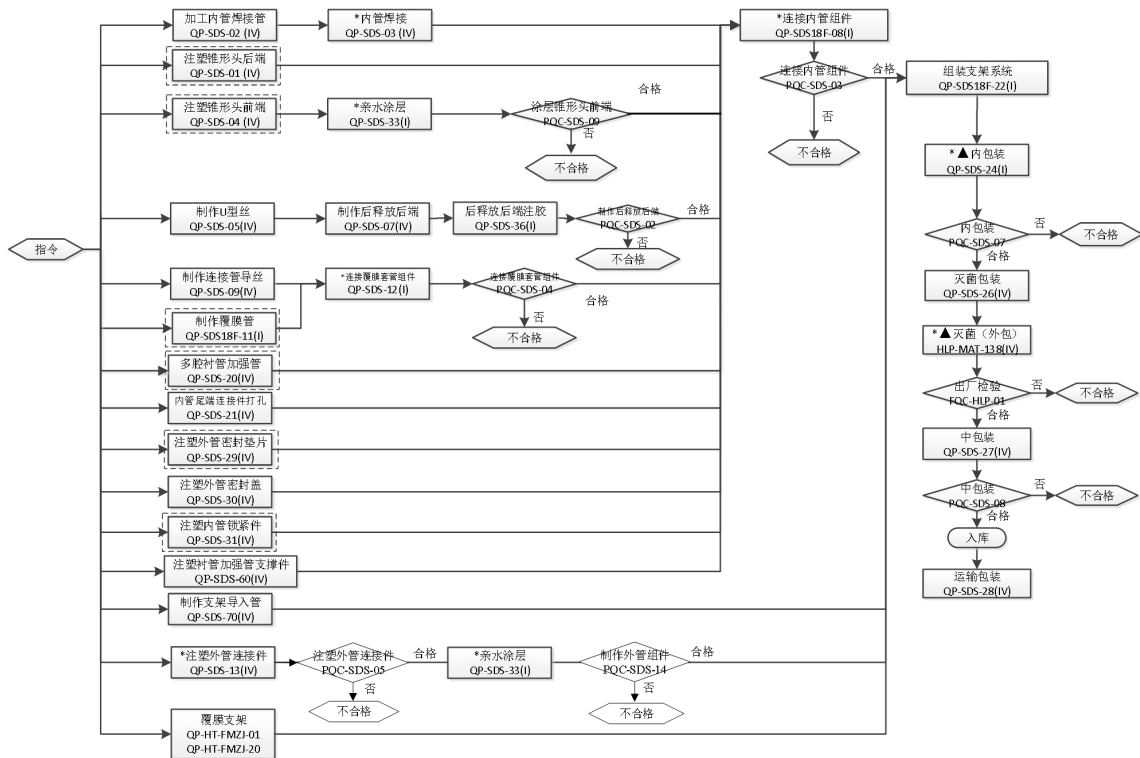 指令
加工内管焊接管
QP-SDS-02 (IV)
*内管焊接
QP-SDS-03 (IV)
注塑锥形头后端
QP-SDS-01 (IV)
注塑锥形头前端
QP-SDS-04 (IV)
*亲水涂层
QP-SDS-33(I)
涂层锥形头前端
PQC-SDS-09
合格
否
不合格
制作U型丝
QP-SDS-05(IV)
制作后释放后端
QP-SDS-07(IV)
后释放后端注胶
QP-SDS-36(I)
制作后释放后端
PQC-SDS-02
合格
否
不合格
制作连接管导丝
QP-SDS-09(IV)
*连接覆膜套管组件
QP-SDS-12(I)
连接覆膜套管组件
PQC-SDS-04
合格
否
不合格
制作覆膜管
QP-SDS18F-11(I)
多腔衬管加强管
QP-SDS-20(IV)
内管尾端连接件打孔
QP-SDS-21(IV)
注塑外管密封垫片
QP-SDS-29(IV)
注塑外管密封盖
QP-SDS-30(IV)
注塑内管锁紧件
QP-SDS-31(IV)
注塑衬管加强管支撑件
QP-SDS-60(IV)
制作支架导入管
QP-SDS-70(IV)
*注塑外管连接件
QP-SDS-13(IV)
注塑外管连接件
PQC-SDS-05
合格
否
不合格
*亲水涂层
QP-SDS-33(I)
制作外管组件
PQC-SDS-14
合格
否
不合格
覆膜支架
QP-HT-FMZJ-01
QP-HT-FMZJ-20
*连接内管组件
QP-SDS18F-08(I)
连接内管组件
PQC-SDS-03
合格
否
不合格
组装支架系统
QP-SDS18F-22(I)
*▲内包装
QP-SDS-24(I)
内包装
PQC-SDS-07
否
不合格
合格
灭菌包装
QP-SDS-26(IV)
*▲灭菌（外包）
HLP-MAT-138(IV)
出厂检验
FQC-HLP-01
否
不合格
合格
中包装
QP-SDS-27(IV)
中包装
PQC-SDS-08
否
不合格
合格
入库
运输包装
QP-SDS-28(IV)